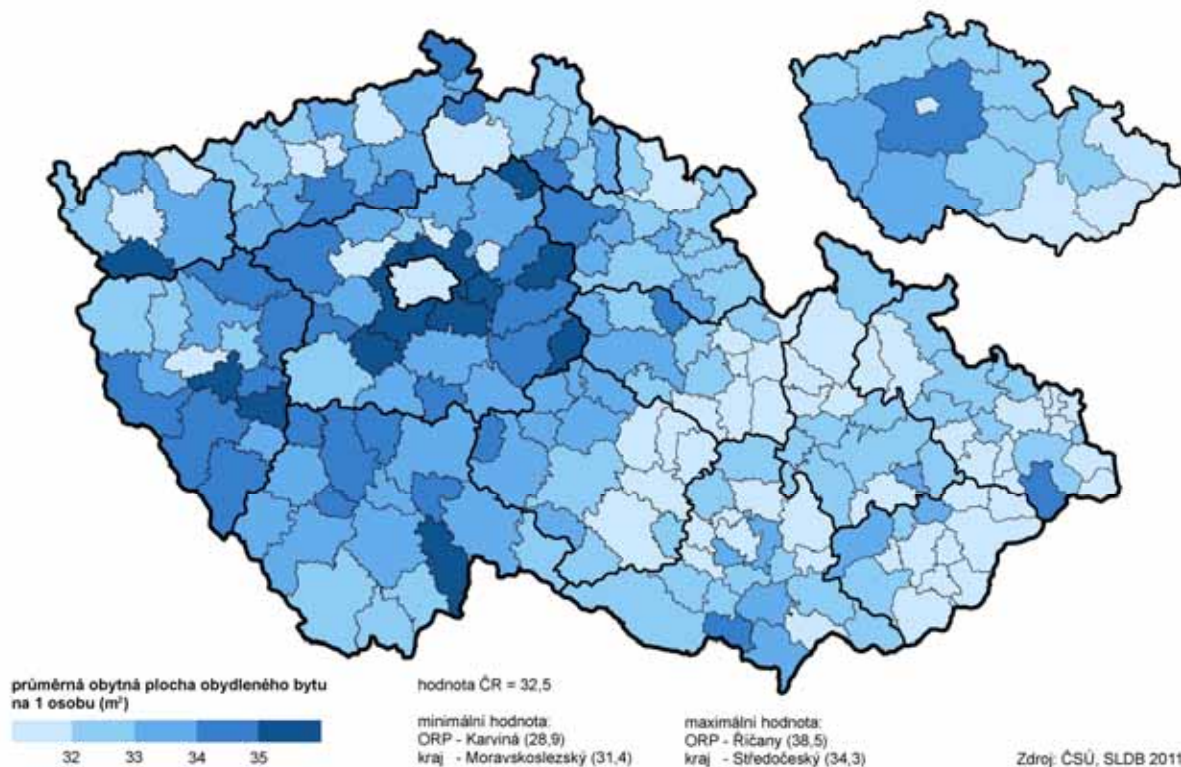 průměrná obytná plocha obydleného bytu
na 1 osobu (m²)
32 33 34 35
hodnota ČR = 32,5
minimální hodnota:
ORP - Karviná (28,9)
kraj - Moravskoslezský (31,4)
maximální hodnota:
ORP - Říčany (38,5)
kraj - Středočeský (34,3)
Zdroj: ČSÚ, SLDB 2011